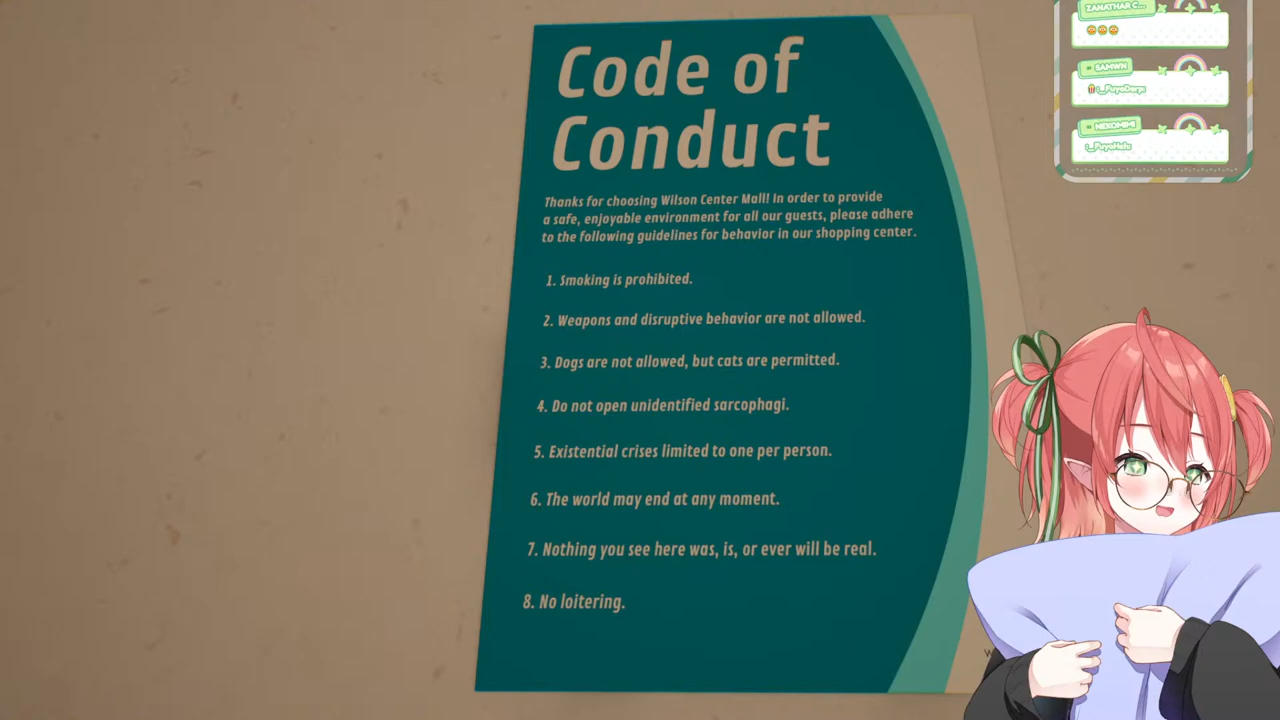 Code of
Conduct
Thanks for choosing Wilson Center Mall! In order to provide
a safe, enjoyable environment for all our guests, please adhere
to the following guidelines for behavior in our shopping center.
1. Smoking is prohibited.
2. Weapons and disruptive behavior are not allowed.
3. Dogs are not allowed, but cats are permitted.
4. Do not open unidentified sarcophagi.
5. Existential crises limited to one per person.
6. The world may end at any moment.
7. Nothing you see here was, is, or ever will be real.
8. No loitering.
ZANATHAR C...
SAMWN
:_FuyoDerp:
NEKOMIMI